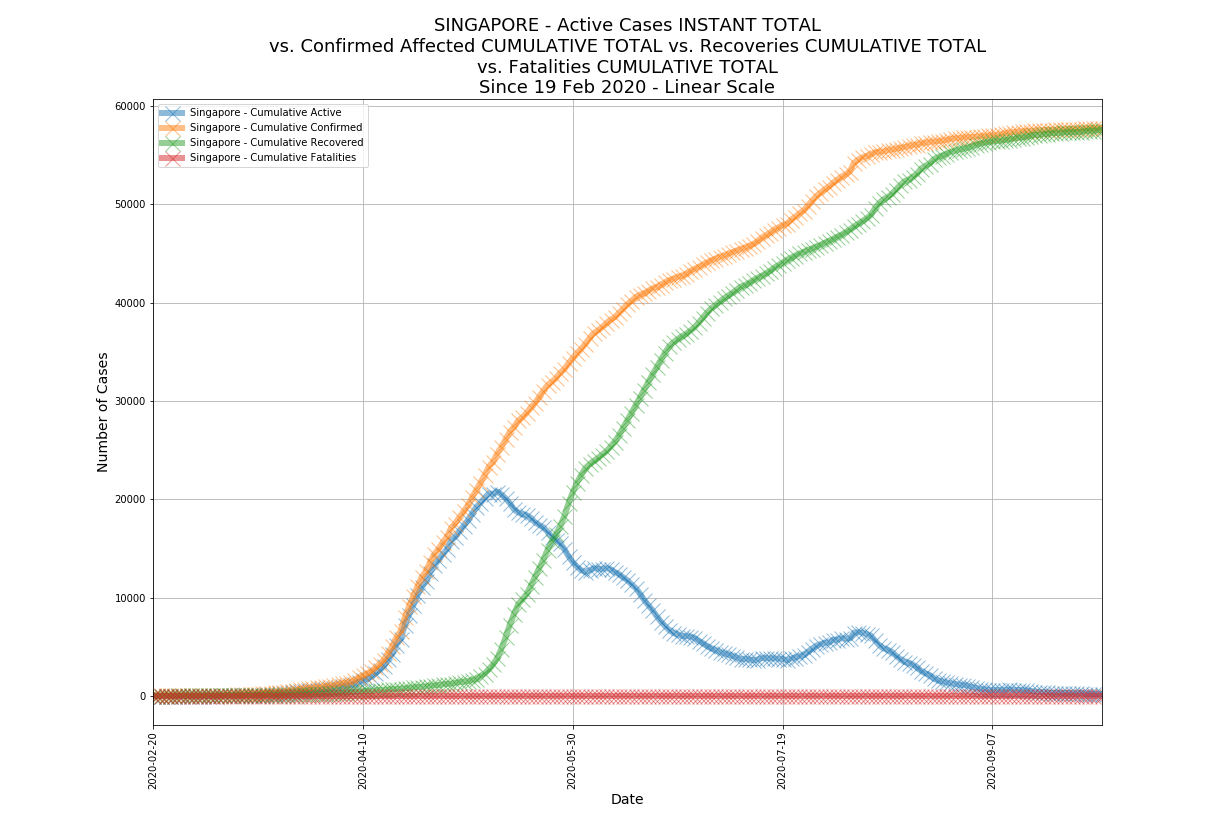 SINGAPORE - Active Cases INSTANT TOTAL
vs. Confirmed Affected CUMULATIVE TOTAL vs. Recoveries CUMULATIVE TOTAL
vs. Fatalities CUMULATIVE TOTAL
Since 19 Feb 2020 - Linear Scale
Singapore - Cumulative Active
Singapore - Cumulative Confirmed
Singapore - Cumulative Recovered
Singapore - Cumulative Fatalities
Number of Cases
60000
50000
40000
30000
20000
10000
0
2020-02-20
2020-04-10
2020-05-30
2020-07-19
2020-09-07
Date